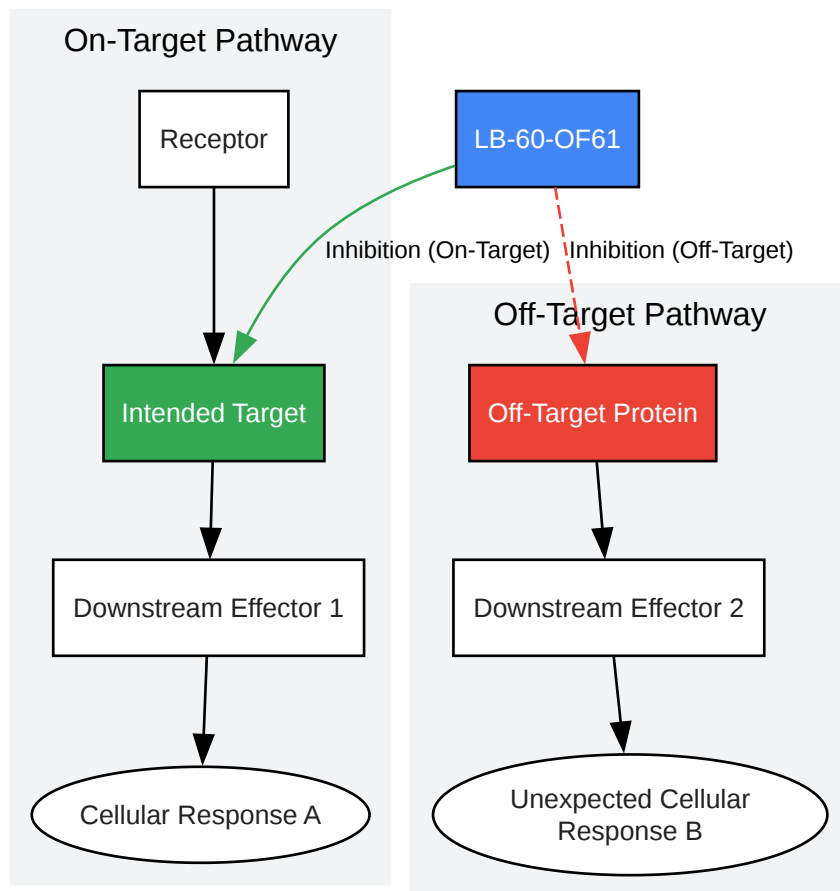 On-Target Pathway
Receptor
LB-60-OF61
Inhibition (On-Target)
Inhibition (Off-Target)
Off-Target Pathway
Intended Target
Off-Target Protein
Downstream Effector 1
Downstream Effector 2
Cellular Response A
Unexpected Cellular
Response B